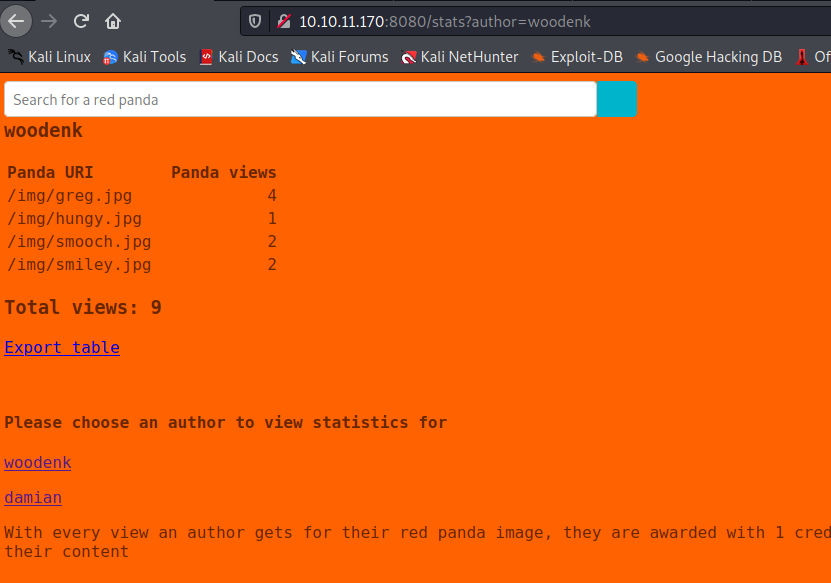 10.10.11.170:8080/stats?author=woodenk
Kali Linux Kali Tools Kali Docs Kali Forums Kali NetHunter Exploit-DB Google Hacking DB
Search for a red panda
woodenk
Panda URI Panda views
/img/greg.jpg 4
/img/hungy.jpg 1
/img/smooch.jpg 2
/img/smiley.jpg 2
Total views: 9
Export table
Please choose an author to view statistics for
woodenk
damian
With every view an author gets for their red panda image, they are awarded with 1
their content